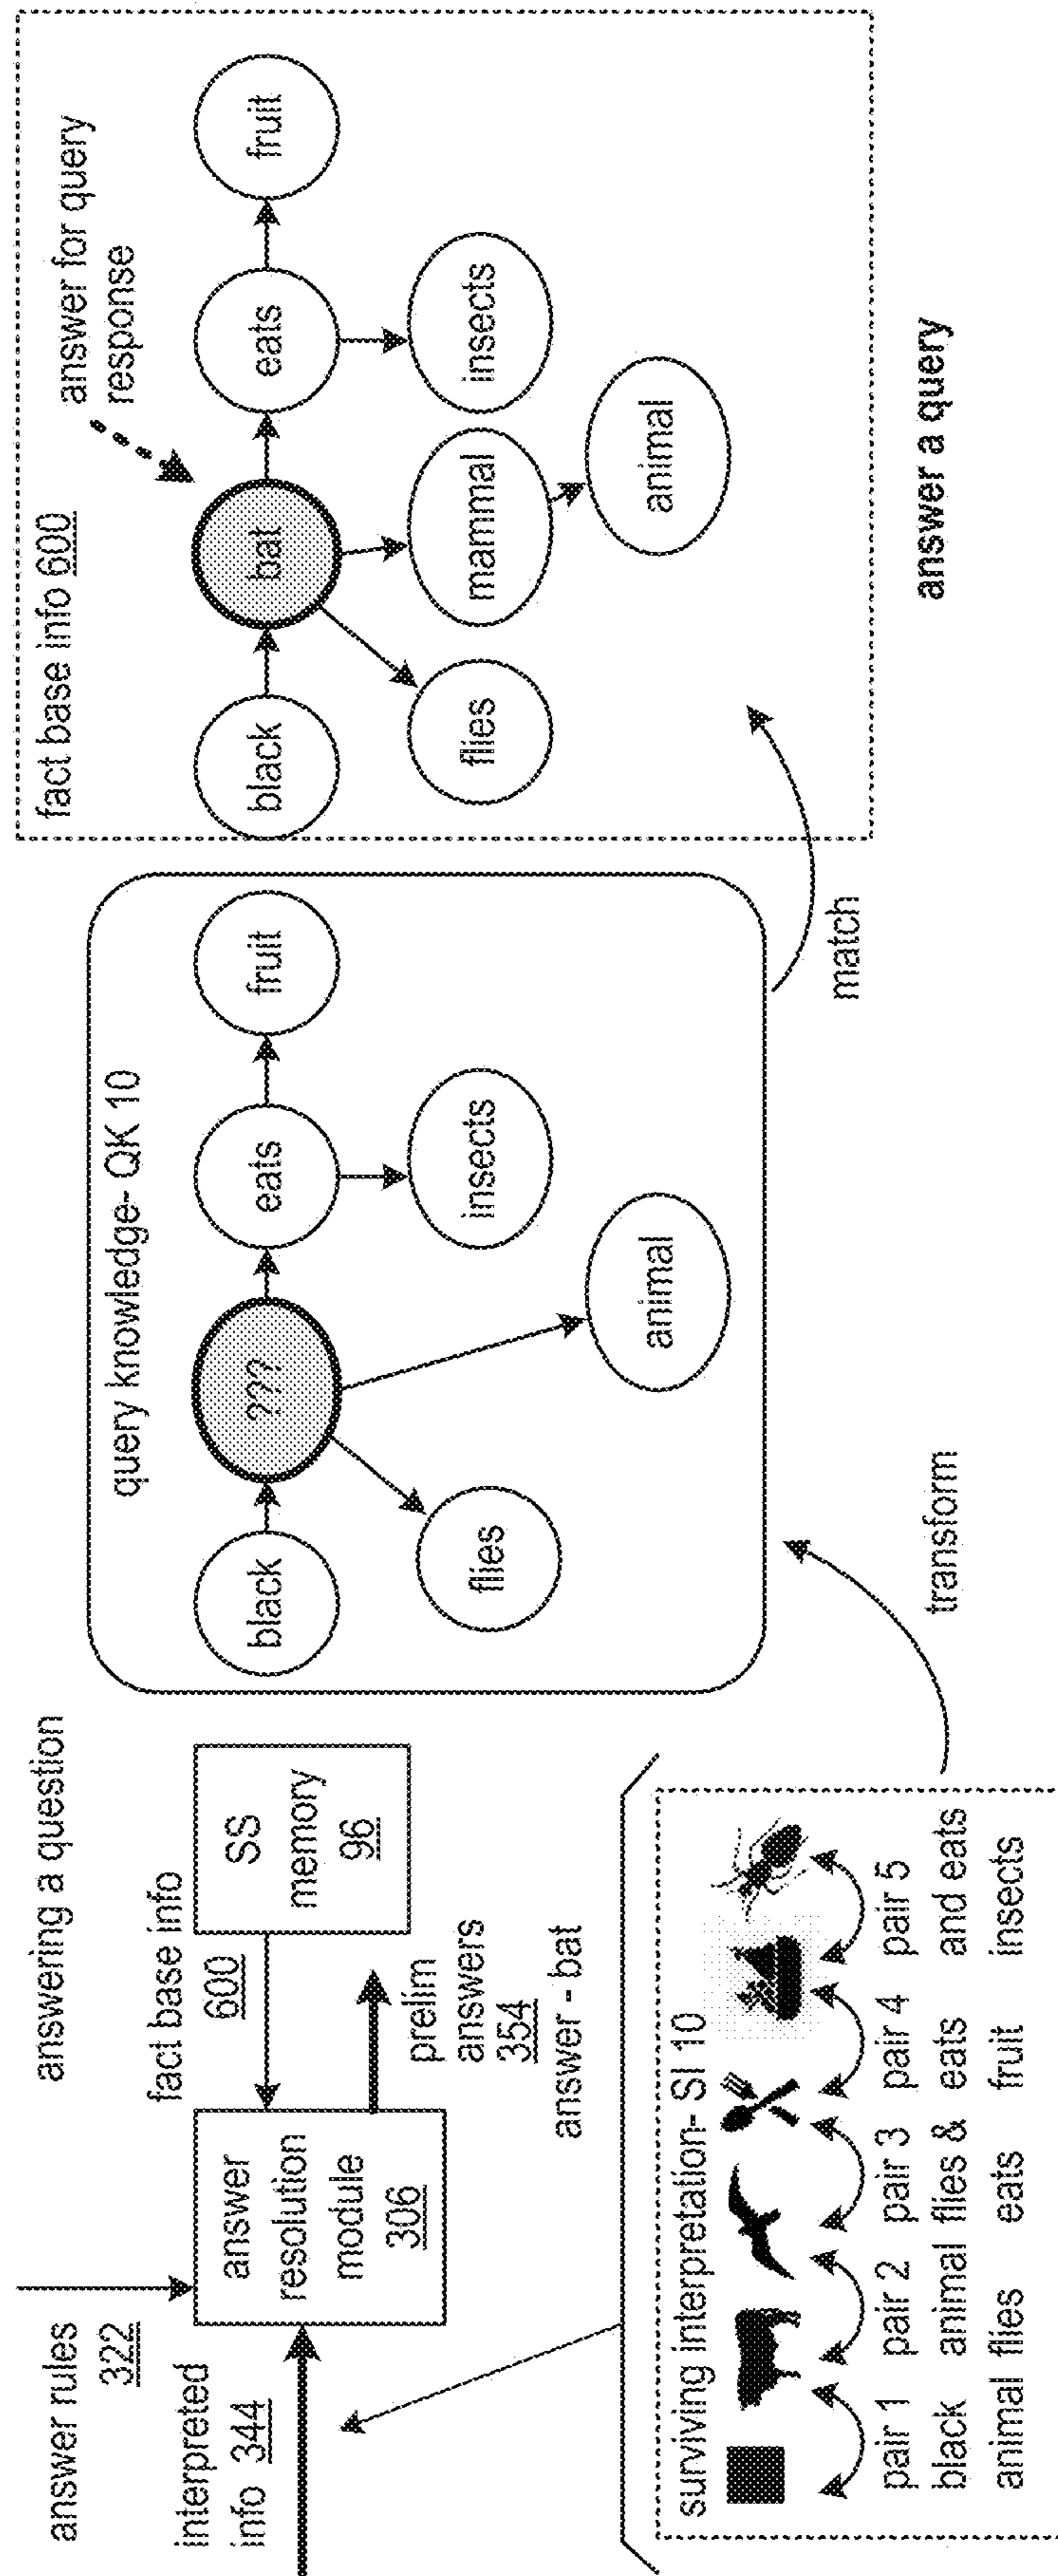 answering a question
answer rules
322
interpreted
info 344
answer
resolution
module
306
fact base info
600
SS
memory
96
prelim
answers
354
answer - bat
surviving interpretation- SI 10
pair 1
black
animal
pair 2
animal
flies
pair 3
flies &
eats
pair 4
eats
fruit
pair 5
and eats
insects
transform
query knowledge- QK 10
black
???
eats
fruit
flies
insects
animal
match
fact base info 600
answer for query
response
black
bat
eats
fruit
flies
mammal
insects
animal
answer a query